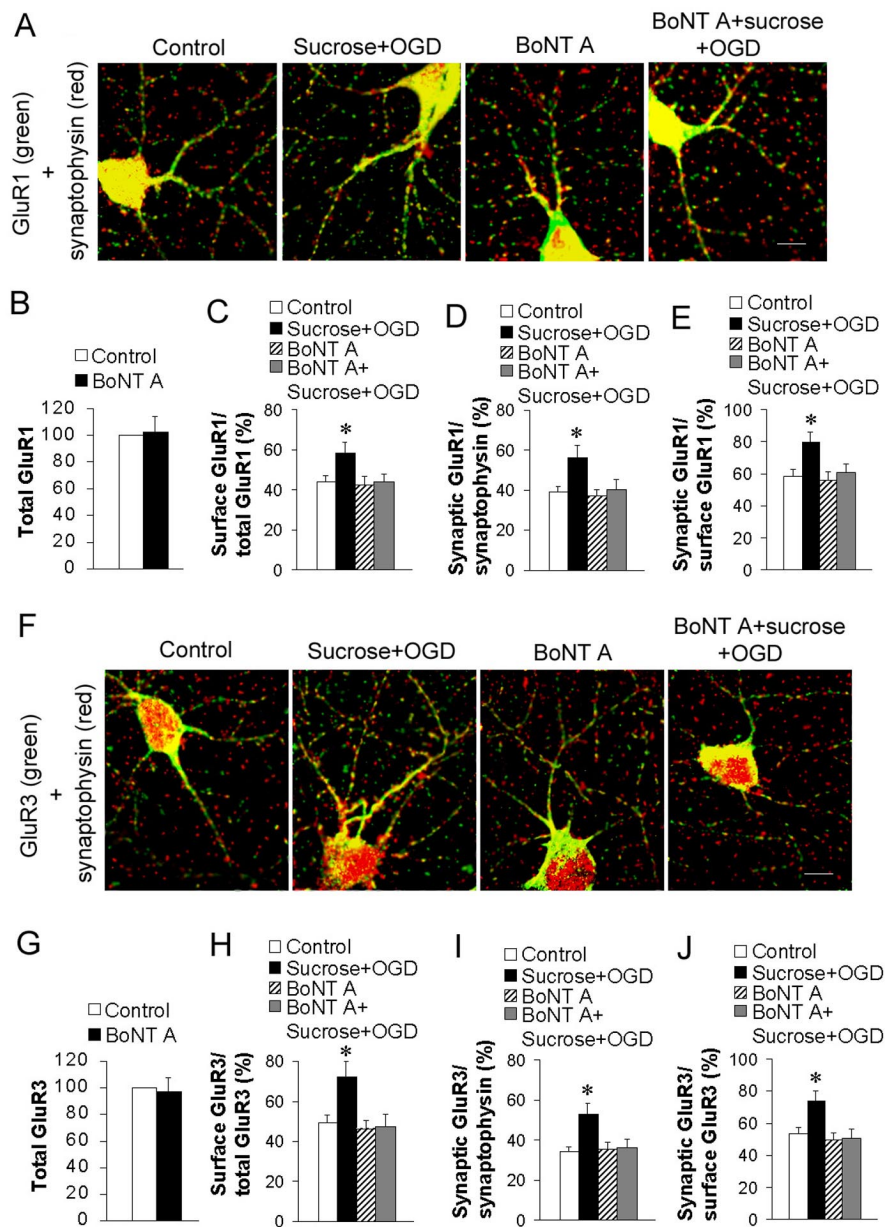 A
Control
Sucrose+OGD
BoNT A
BoNT A+sucrose
+OGD
GluR1 (green)
+
synaptophysin (red)
B
Control
BoNT A
Total GluR1
120
100
80
60
40
20
0
C
Control
Sucrose+OGD
BoNT A
BoNT A+
Sucrose+OGD
Surface GluR1/
total GluR1 (%)
80
60
40
20
0
*
D
Control
Sucrose+OGD
BoNT A
BoNT A+
Sucrose+OGD
Synaptic GluR1/
synaptophysin (%)
80
60
40
20
0
*
E
Control
Sucrose+OGD
BoNT A
BoNT A+
Sucrose+OGD
Synaptic GluR1/
surface GluR1 (%)
100
80
60
40
20
0
*
F
Control
Sucrose+OGD
BoNT A
BoNT A+sucrose
+OGD
GluR3 (green)
+
synaptophysin (red)
G
Control
BoNT A
Total GluR3
120
100
80
60
40
20
0
H
Control
Sucrose+OGD
BoNT A
BoNT A+
Sucrose+OGD
Surface GluR3/
total GluR3 (%)
80
60
40
20
0
*
I
Control
Sucrose+OGD
BoNT A
BoNT A+
Sucrose+OGD
Synaptic GluR3/
synaptophysin (%)
80
60
40
20
0
*
J
Control
Sucrose+OGD
BoNT A
BoNT A+
Sucrose+OGD
Synaptic GluR3/
surface GluR3 (%)
100
80
60
40
20
0
*